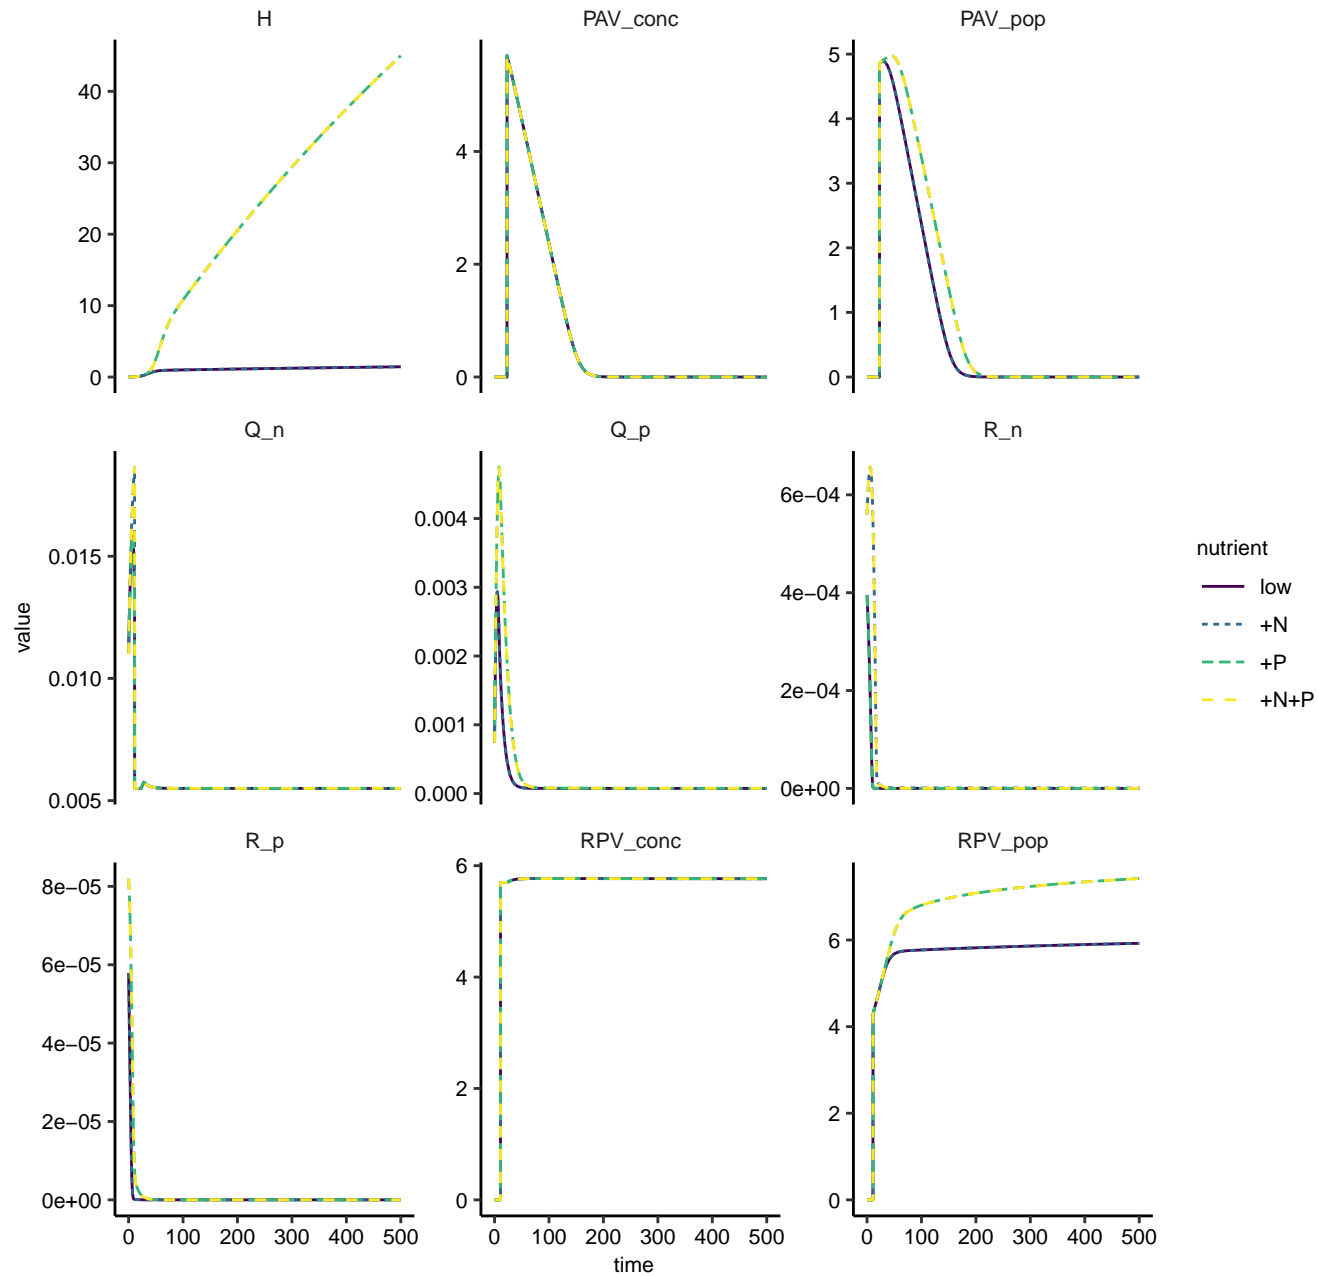 H
PAV_conc
PAV_pop
40
30
20
10
0
4
2
0
5
4
3
2
1
0
Q_n
Q_p
R_n
0.015
0.010
0.005
0.004
0.003
0.002
0.001
0.000
6e−04
4e−04
2e−04
0e+00
R_p
RPV_conc
RPV_pop
8e−05
6e−05
4e−05
2e−05
0e+00
6
4
2
0
6
4
2
0
0 100 200 300 400 500
0 100 200 300 400 500
0 100 200 300 400 500
time
value
nutrient
low
+N
+P
+N+P